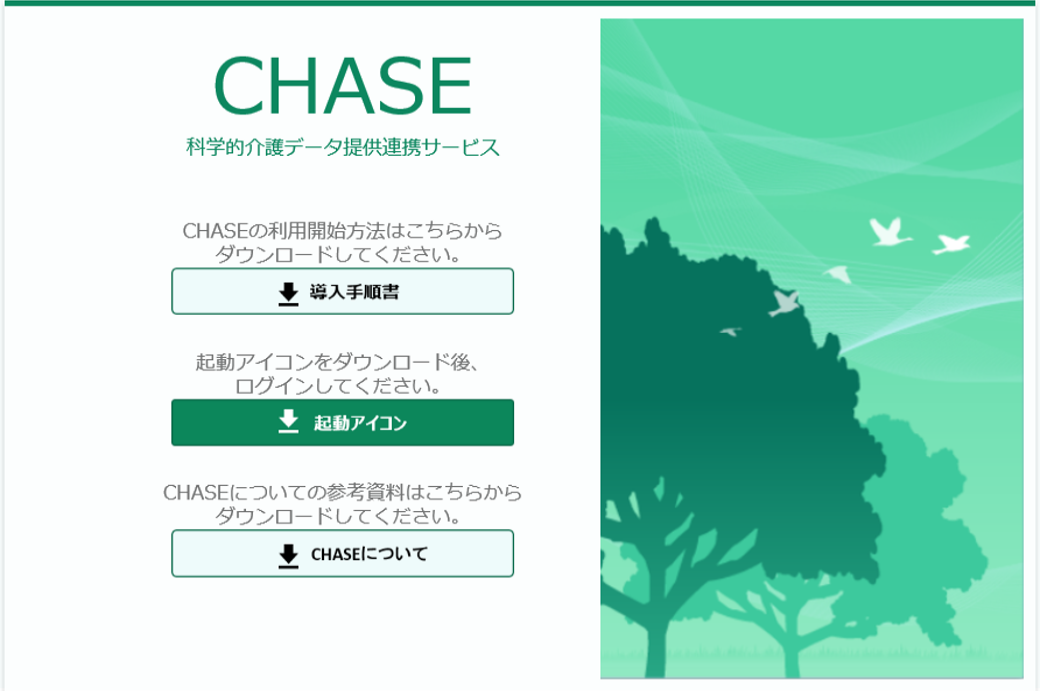 CHASE
科学的介護データ提供連携サービス
CHASEの利用開始方法はこちらから
ダウンロードしてください。
導入手順書
起動アイコンをダウンロード後、
ログインしてください。
起動アイコン
CHASEについての参考資料はこちらから
ダウンロードしてください。
CHASEについて